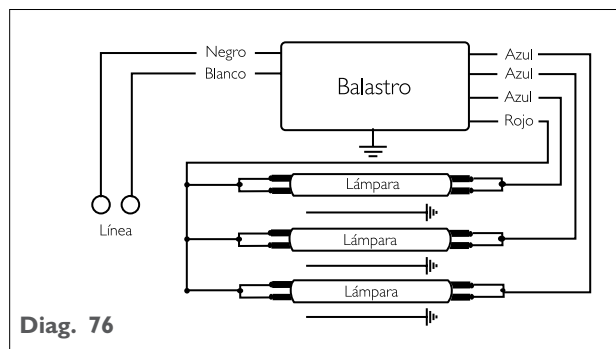 Negro
Blanco
Balastro
Azul
Azul
Azul
Rojo
Línea
Lámpara
Lámpara
Lámpara
Diag. 76